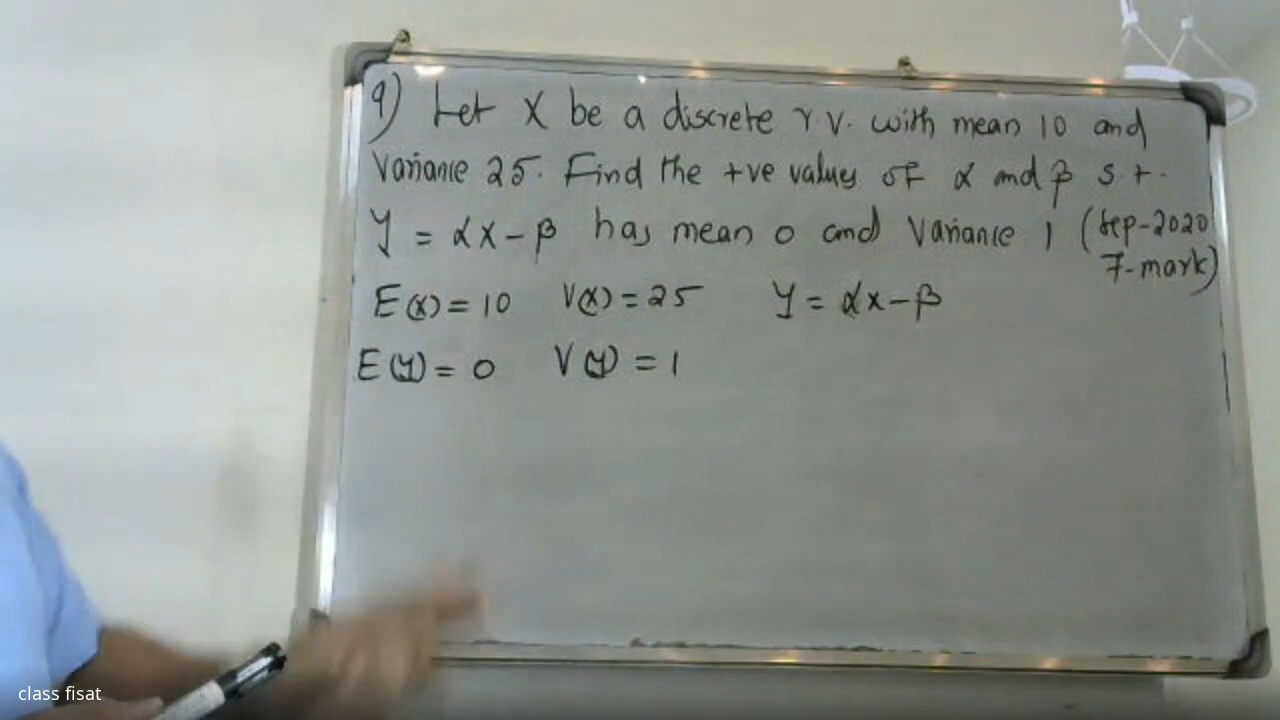 9) Let X be a discrete r v. with mean 10 and
Variance 25. Find the +ve values of α and β s t.
Y = αx - β has mean 0 and Variance 1 (Sep-2020
7-mark)
E(x) = 10 V(x) = 25 Y = αx - β
E(Y) = 0 V(Y) = 1
class fisat